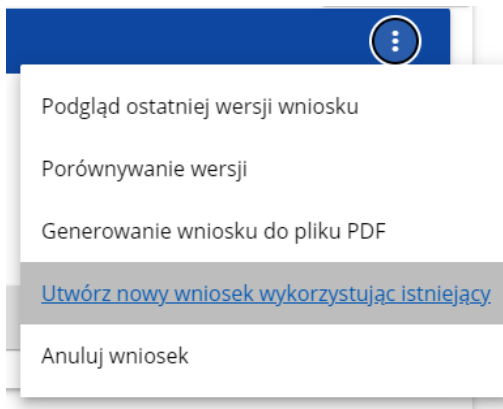 Podgląd ostatniej wersji wniosku
Porównywanie wersji
Generowanie wniosku do pliku PDF
Utwórz nowy wniosek wykorzystując istniejący
Anuluj wniosek